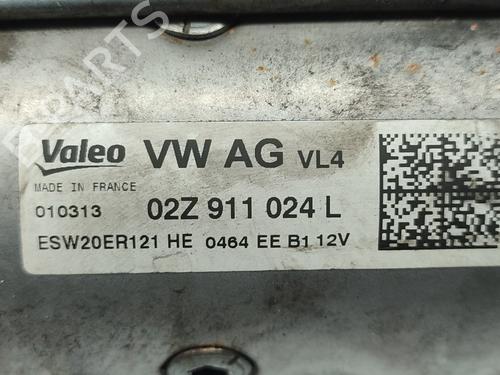 Valeo VW AG VL4
MADE IN FRANCE
010313 02Z 911 024 L
ESW20ER121 HE 0464 EE B1 12V